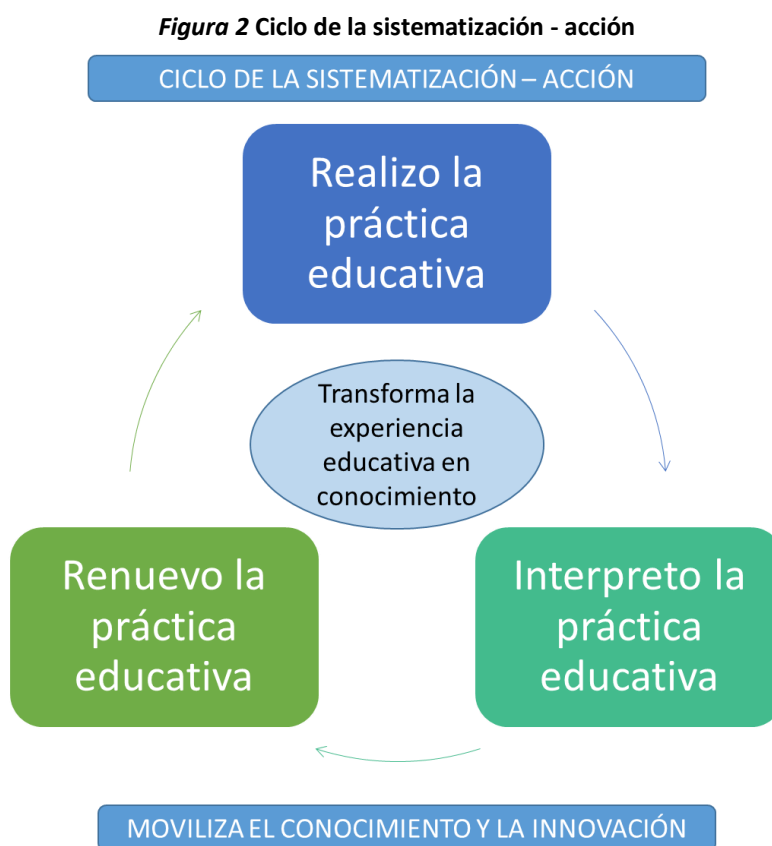 Figura 2 Ciclo de la sistematización - acción
CICLO DE LA SISTEMATIZACIÓN – ACCIÓN
Realizo la
práctica
educativa
Transforma la
experiencia
educativa en
conocimiento
Renuevo la
práctica
educativa
Interpreto la
práctica
educativa
MOVILIZA EL CONOCIMIENTO Y LA INNOVACIÓN